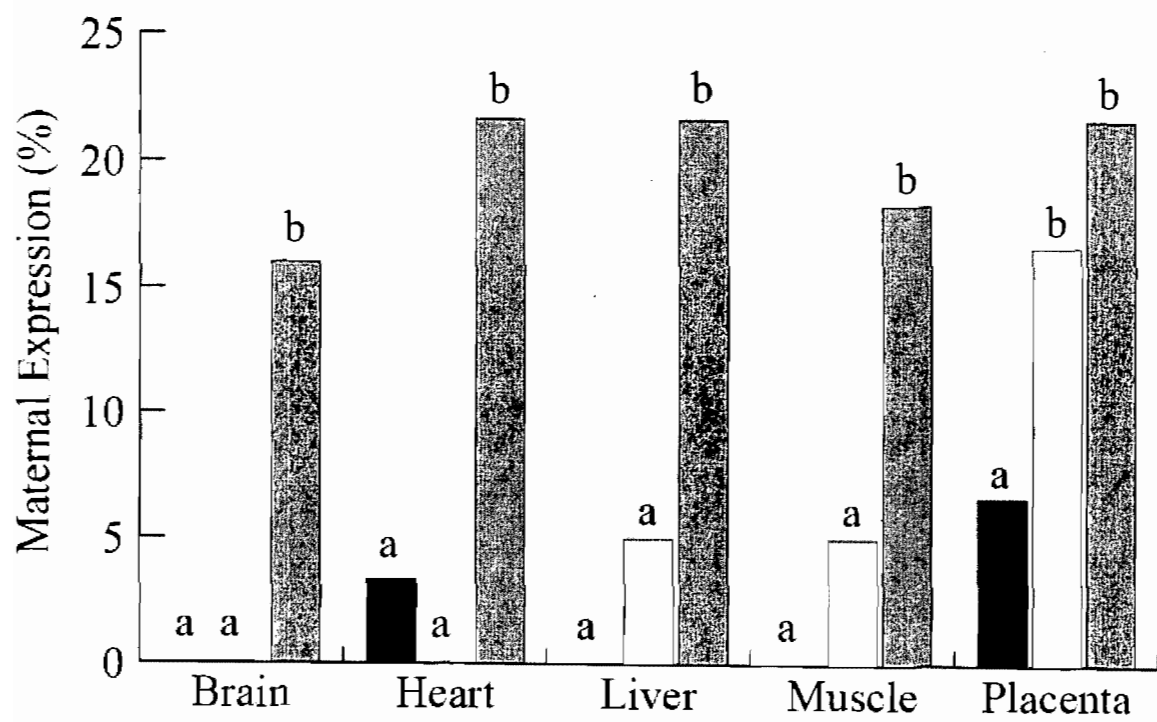 Maternal Expression (%)
25
20
15
10
5
0
a a b
a a b
a a b
a a b
a b b
Brain Heart Liver Muscle Placenta